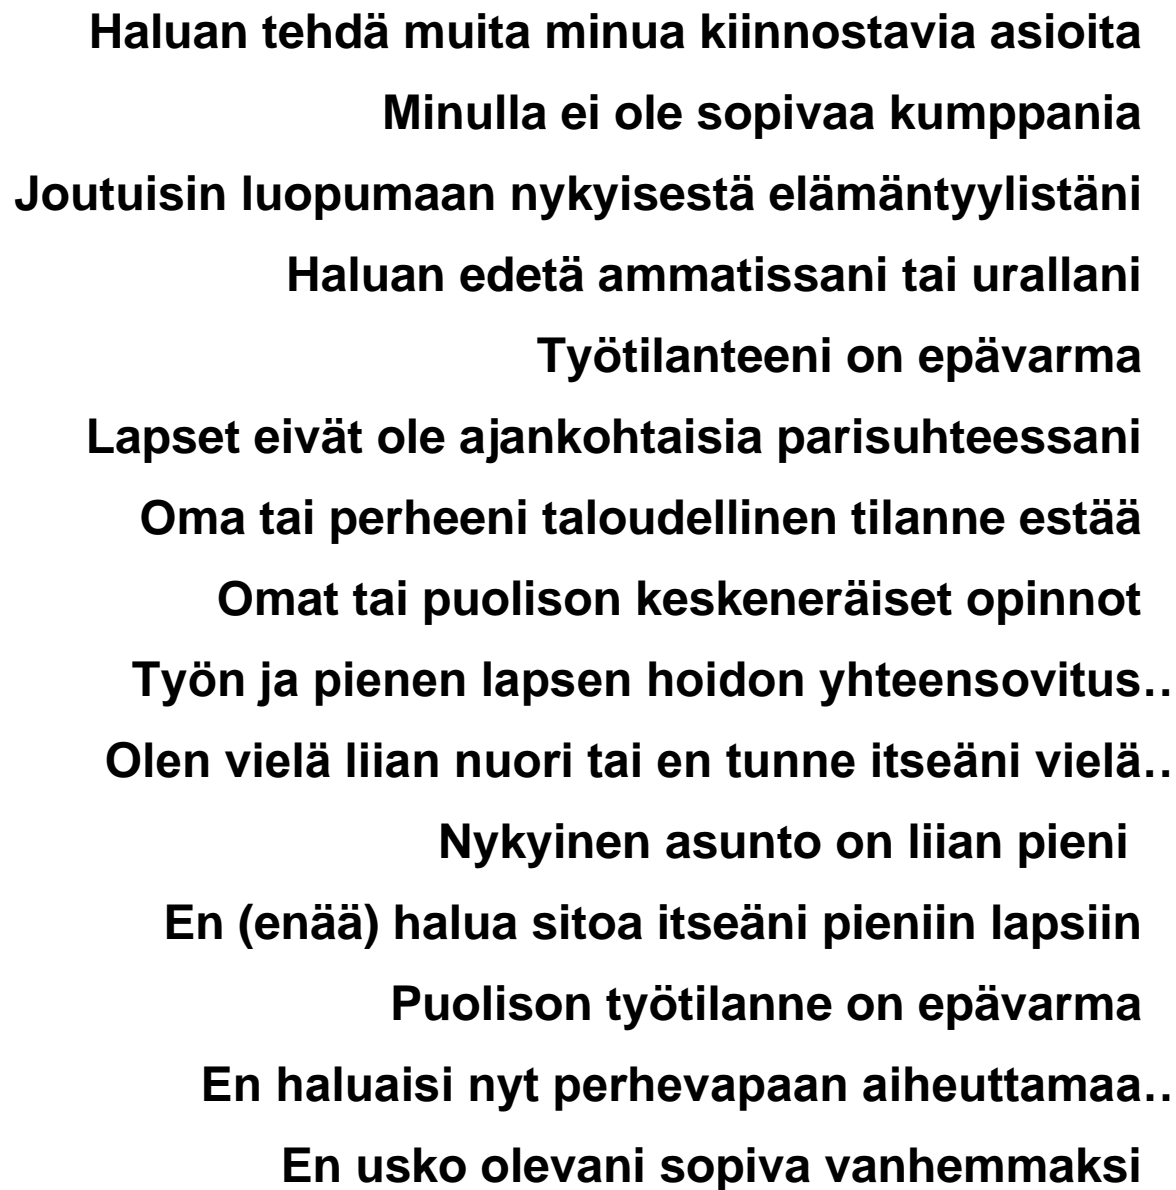 Haluan tehdä muita minua kiinnostavia asioita
Minulla ei ole sopivaa kumppania
Joutuisin luopumaan nykyisestä elämäntyylistäni
Haluan edetä ammatissani tai urallani
Työtilanteeni on epävarma
Lapset eivät ole ajankohtaisia parisuhteessani
Oma tai perheeni taloudellinen tilanne estää
Omat tai puolison keskeneräiset opinnot
Työn ja pienen lapsen hoidon yhteensovitus…
Olen vielä liian nuori tai en tunne itseäni vielä…
Nykyinen asunto on liian pieni
En (enää) halua sitoa itseäni pieniin lapsiin
Puolison työtilanne on epävarma
En haluaisi nyt perhevapaan aiheuttamaa…
En usko olevani sopiva vanhemmaksi